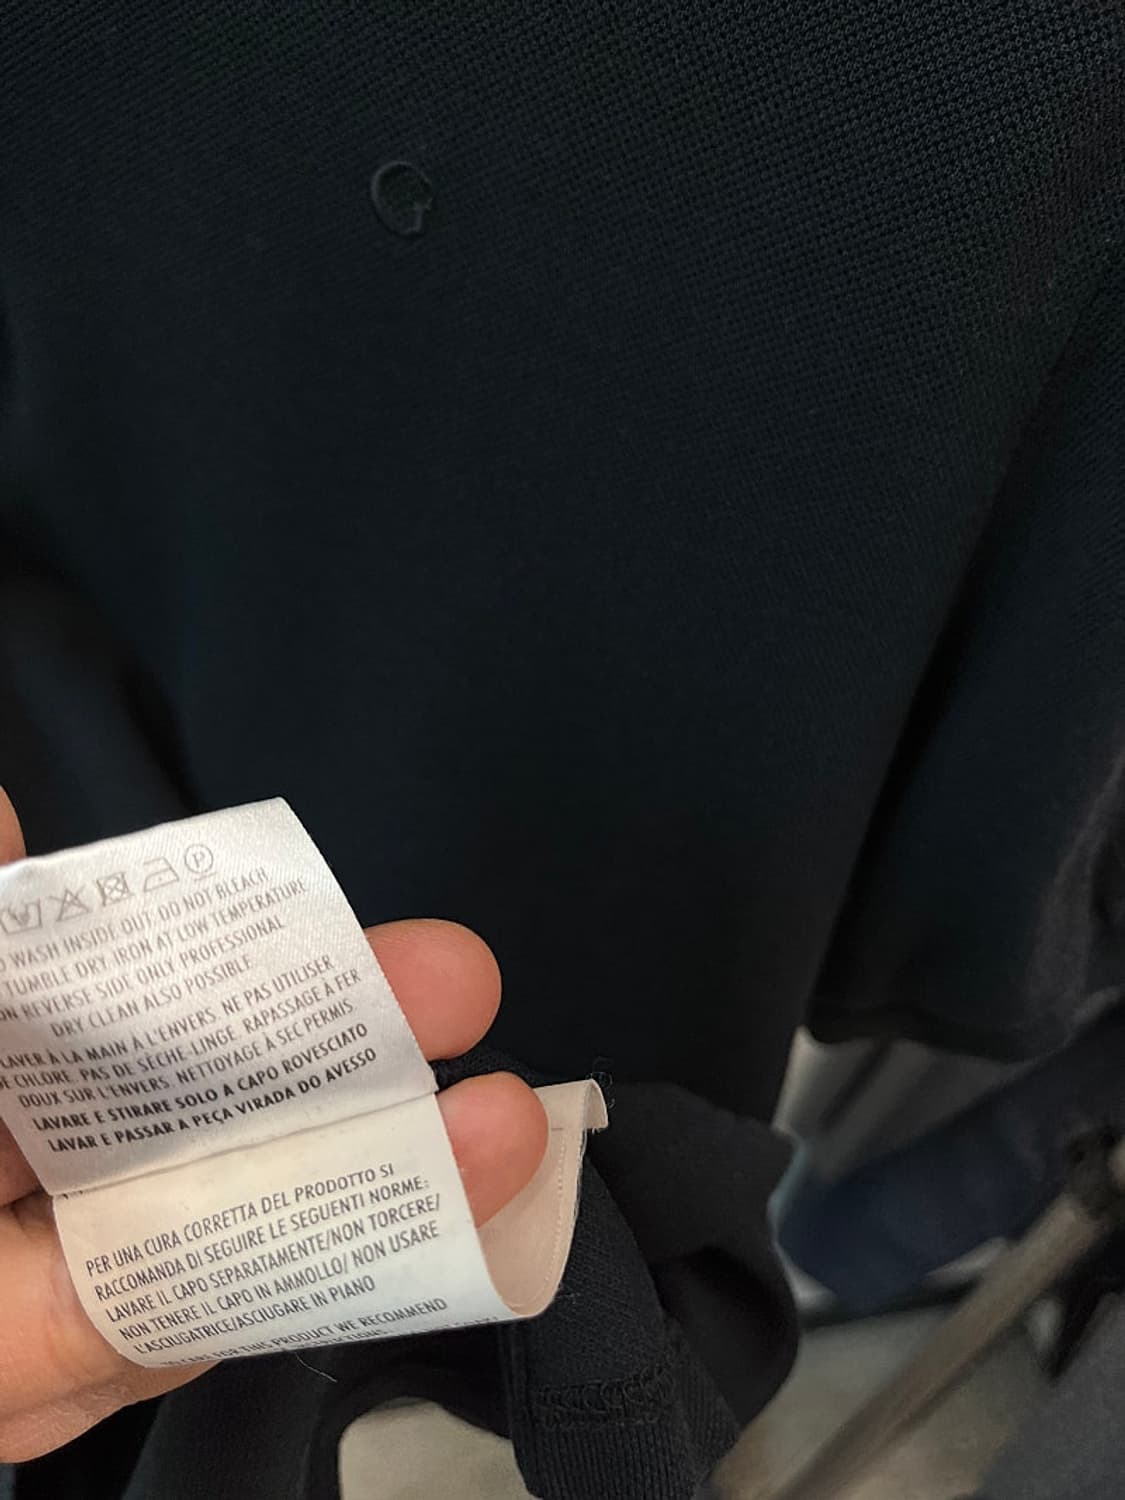 P
WASH INSIDE OUT. DO NOT BLEACH
TUMBLE DRY. IRON AT LOW TEMPERATURE
ON REVERSE SIDE ONLY. PROFESSIONAL
DRY CLEAN ALSO POSSIBLE
LAVER À LA MAIN À L'ENVERS. NE PAS UTILISER
CHLORE. PAS DE SÈCHE-LINGE. RAPASSAGE À FER
DOUX SUR L'ENVERS. NETTOYAGE À SEC PERMIS.
LAVARE E STIRARE SOLO A CAPO ROVESCIATO
LAVAR E PASSAR A PEÇA VIRADA DO AVESSO
PER UNA CURA CORRETTA DEL PRODOTTO SI
RACCOMANDA DI SEGUIRE LE SEGUENTI NORME:
LAVARE IL CAPO SEPARATAMENTE/NON TORCERE/
NON TENERE IL CAPO IN AMMOLLO/ NON USARE
L'ASCIUGATRICE/ASCIUGARE IN PIANO
FOR THIS PRODUCT WE RECOMMEND